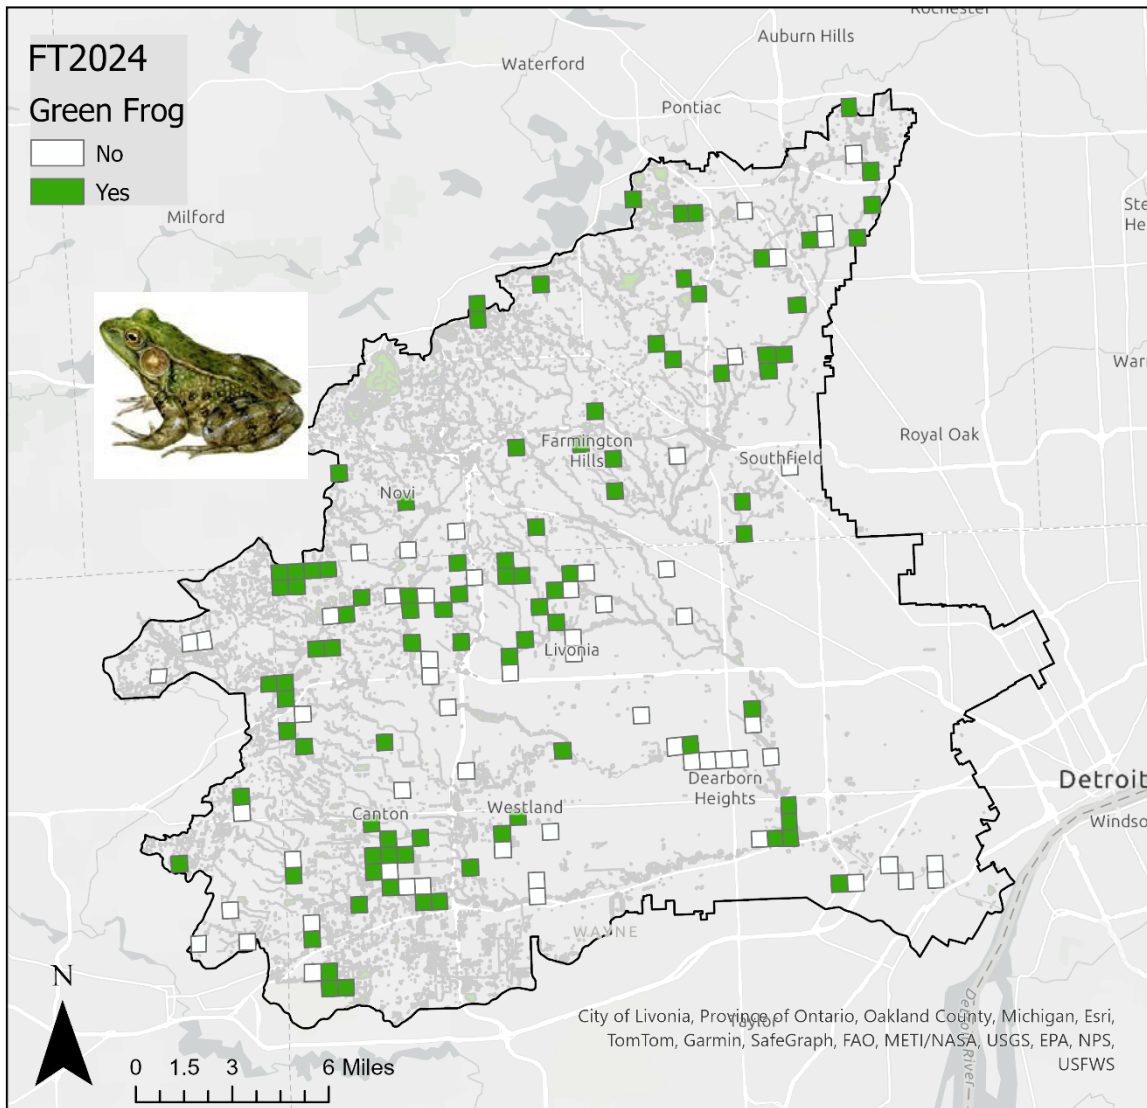 Rochester
FT2024
Auburn Hills
Waterford
Green Frog
Pontiac
No
Yes
Milford
Ste
He
War
Farmington
Hills
Royal Oak
Southfield
Novi
Livonia
Dearborn
Heights
Detroit
Canton
Westland
Windso
WAYNE
N
Taylor
City of Livonia, Province of Ontario, Oakland County, Michigan, Esri,
TomTom, Garmin, SafeGraph, FAO, METI/NASA, USGS, EPA, NPS,
USFWS
Detroit River
0 1.5 3 6 Miles